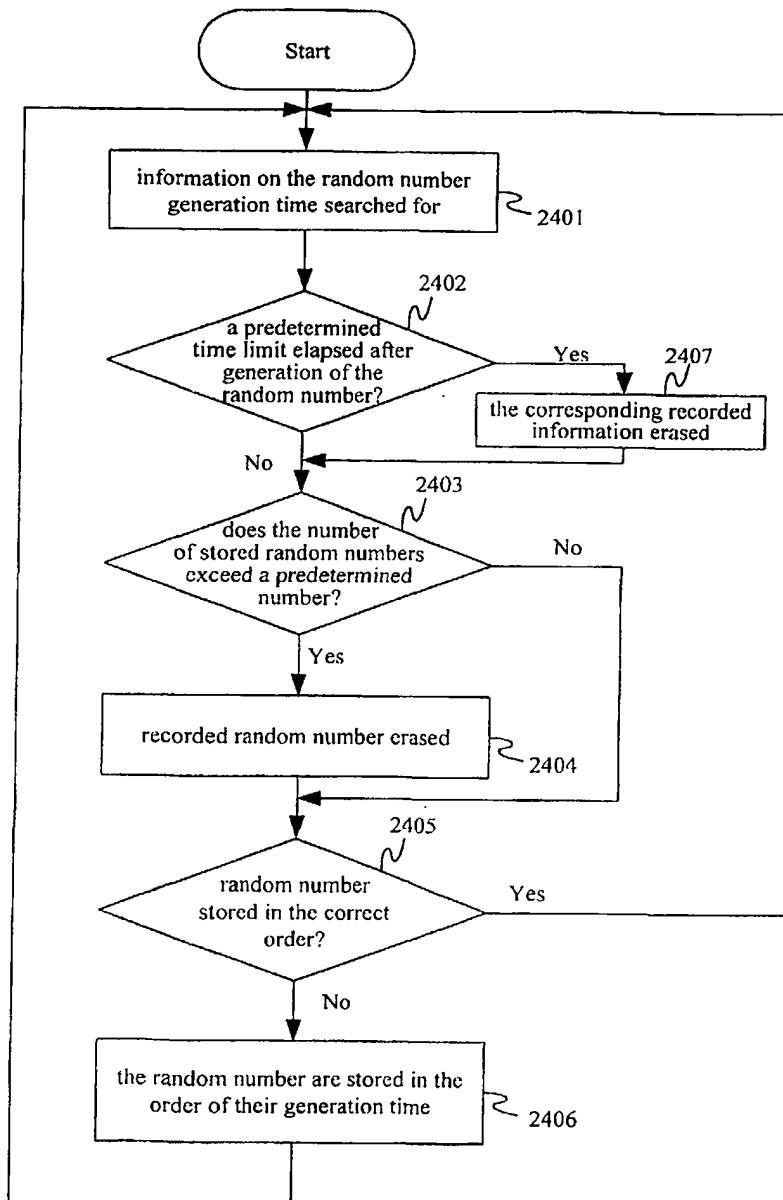 Start
information on the random number
generation time searched for
2401
2402
a predetermined
time limit elapsed after
generation of the
random number?
Yes
2407
the corresponding recorded
information erased
No
2403
does the number
of stored random numbers
exceed a predetermined
number?
No
Yes
recorded random number erased
2404
2405
random number
stored in the correct
order?
Yes
No
the random number are stored in the
order of their generation time
2406